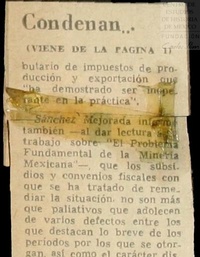 Condenan...
(VIENE DE LA PAGINA 1)
butario de impuestos de pro-
ducción y exportación que
"ha demostrado ser inope-
rante en la práctica".
Sánchez Mejorada informó
también —al dar lectura
trabajo sobre "El Problema
Fundamental de la Minería
Mexicana"— que los subsi-
dios y convenios fiscales con
que se ha tratado de reme-
diar la situación, no son más
que paliativos que adolecen
de varios defectos entre los
que destacan lo breve de los
períodos por los que se otor-
gan, así como el carácter dis-